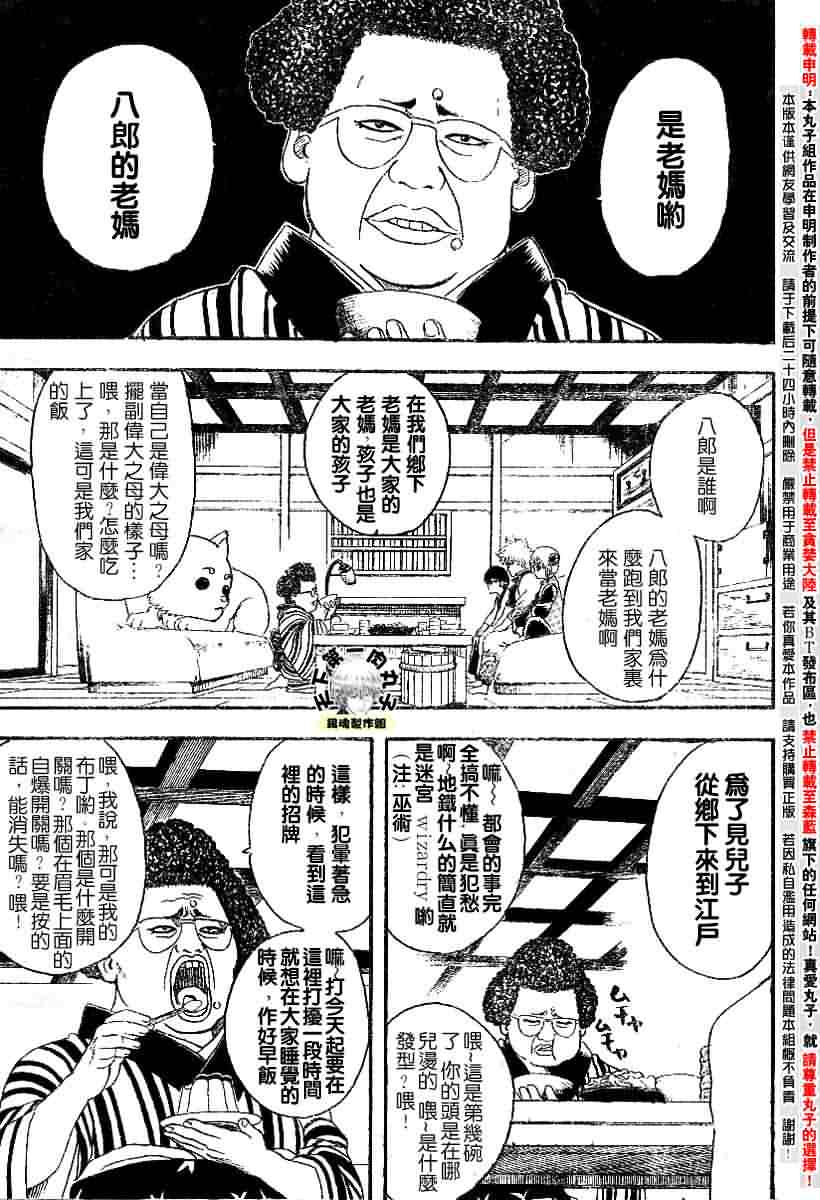 是老媽喲
八郎的老媽
八郎是誰啊
八郎的老媽爲什
麼跑到我們家裏
來當老媽啊
在我們鄉下
老媽是大家的
老媽，孩子也是
大家的孩子
當自己是偉大之母嗎？
擺副偉大之母的樣子…
喂，那是什麼？怎麼吃
上了，這可是我們家
的飯
天下第一肉丸子
銀魂製作組
爲了見兒子
從鄉下來到江戶
嘛～都會的事完
全搞不懂，真是犯愁
啊～地鐵什么的簡直就
是迷宮 wizardry 喲
(注:巫術)
ムチャ
ムチャ
喂～這是第幾碗
了 你的頭是在哪
兒燙的 喂～是什麼
發型？喂！
這樣，犯暈著急
的時候，看到這
裡的招牌
嘛～打今天起要在
這裡打擾一段時間
就想在大家睡覺的
時候，作好早飯
喂，我說，那可是我的
布丁喲，那個是什麼開
關嗎？那個在眉毛上面的
自爆開關嗎？要是按的
話，能消失嗎？喂！
轉載申明！本丸子組作品在申明制作者的前提下可隨意轉載，但是禁止轉載至貪婪大陸及其BT發布區，也禁止轉載至森藍旗下的任何網站！真愛丸子，就請尊重丸子的選擇！
本版本僅供網友學習及交流 請于下載后二十四小時內刪除 嚴禁用于商業用途 若你真愛本作品 請支持購買正版 若因私自濫用造成的法律問題本組概不負責 謝謝！